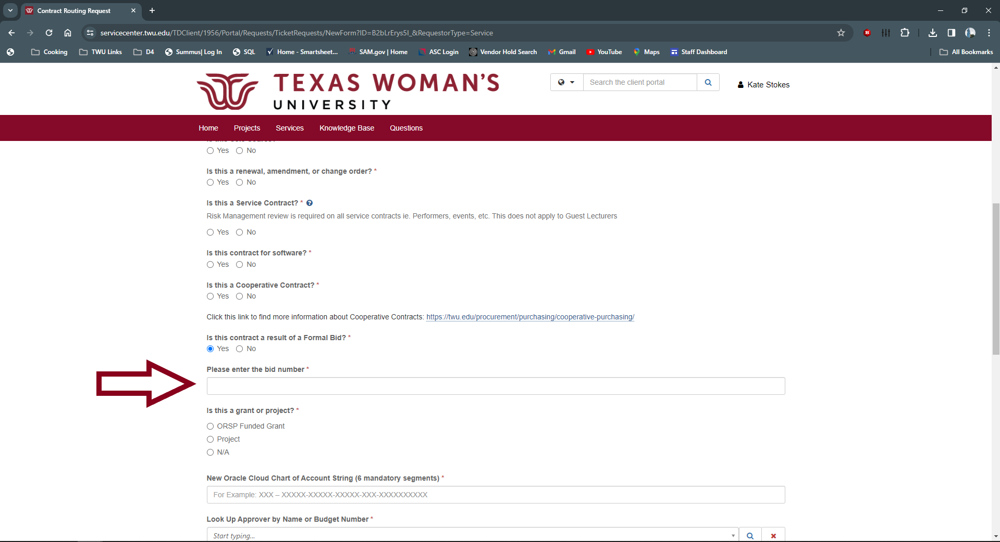 Contract Routing Request
servicecenter.twu.edu/TDClient/1956/Portal/Requests/TicketRequests/NewForm?ID=B2bLrErys5I_&RequestorType=Service
Cooking TWU Links D4 Summus| Log In SQL Home - Smartsheet... SAM.gov | Home ASC Login Vendor Hold Search Gmail YouTube Maps Staff Dashboard All Bookmarks
TEXAS WOMAN'S
UNIVERSITY
Search the client portal
Kate Stokes
Home Projects Services Knowledge Base Questions
Yes No
Is this a renewal, amendment, or change order? *
Yes No
Is this a Service Contract? * ?
Risk Management review is required on all service contracts ie. Performers, events, etc. This does not apply to Guest Lecturers
Yes No
Is this contract for software? *
Yes No
Is this a Cooperative Contract? *
Yes No
Click this link to find more information about Cooperative Contracts: https://twu.edu/procurement/purchasing/cooperative-purchasing/
Is this contract a result of a Formal Bid? *
Yes No
Please enter the bid number *
Is this a grant or project? *
ORSP Funded Grant
Project
N/A
New Oracle Cloud Chart of Account String (6 mandatory segments) *
For Example: XXX – XXXXX-XXXXX-XXXXX-XXX-XXXXXXXXXX
Look Up Approver by Name or Budget Number *
Start typing...